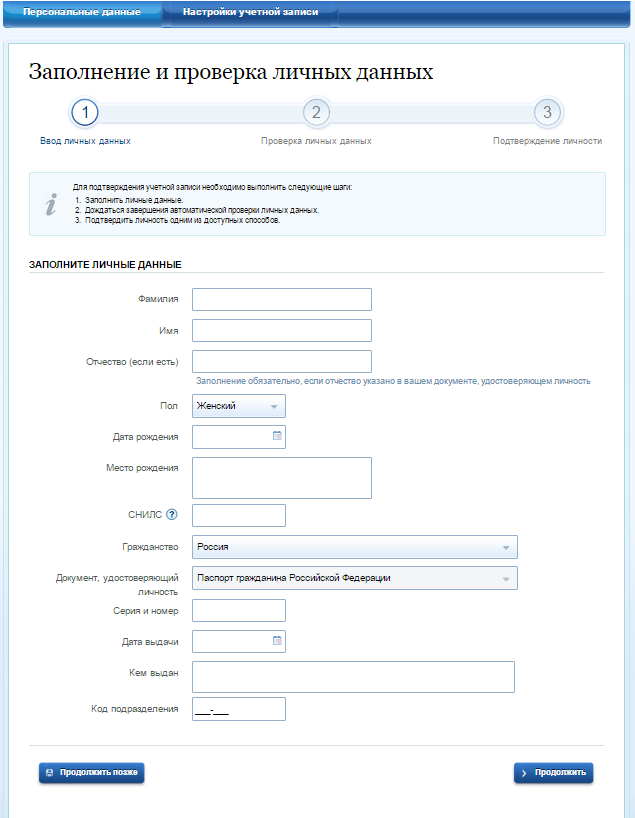 Персональные данные Настройки учетной записи
Заполнение и проверка личных данных
1 2 3
Ввод личных данных Проверка личных данных Подтверждение личности
i
Для подтверждения учетной записи необходимо выполнить следующие шаги:
1. Заполнить личные данные.
2. Дождаться завершения автоматической проверки личных данных.
3. Подтвердить личность одним из доступных способов.
ЗАПОЛНИТЕ ЛИЧНЫЕ ДАННЫЕ
Фамилия
Имя
Отчество (если есть)
Заполнение обязательно, если отчество указано в вашем документе, удостоверяющем личность
Пол Женский
Дата рождения
Место рождения
СНИЛС ?
Гражданство Россия
Документ, удостоверяющий Паспорт гражданина Российской Федерации
личность
Серия и номер
Дата выдачи
Кем выдан
Код подразделения ___-___
Продолжить позже Продолжить